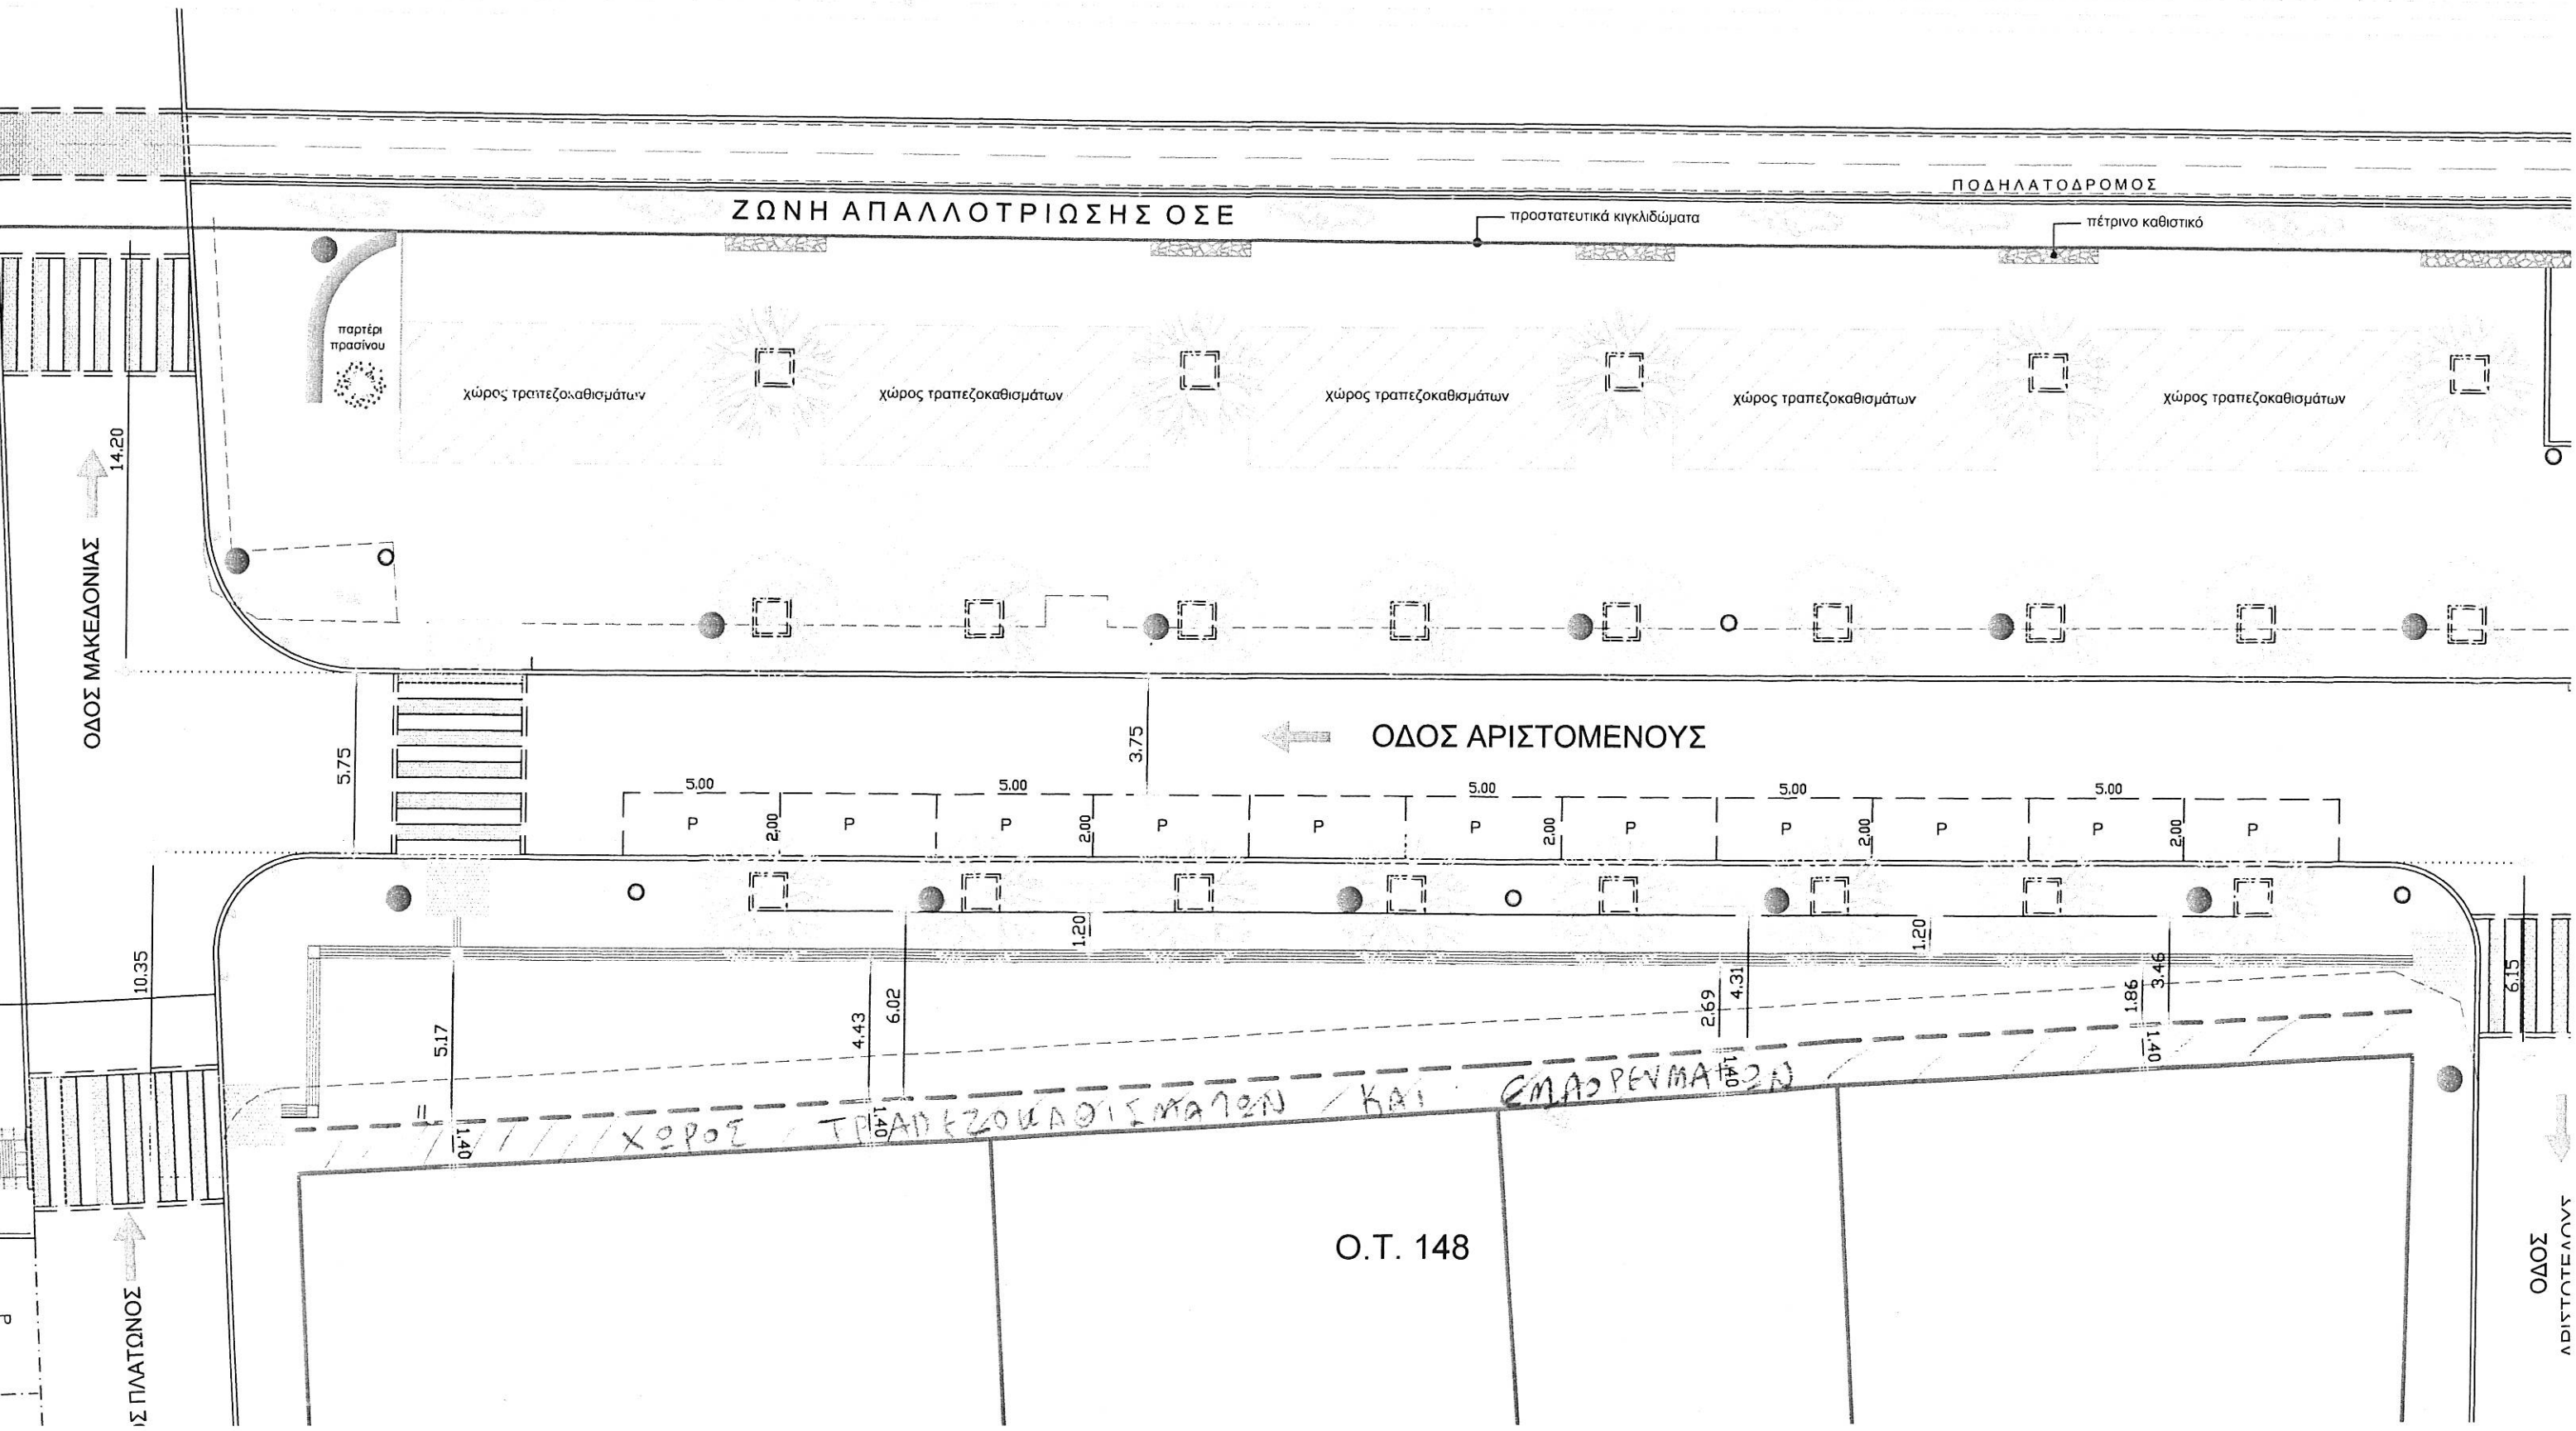 ΠΟΔΗΛΑΤΟΔΡΟΜΟΣ
ΖΩΝΗ ΑΠΑΛΛΟΤΡΙΩΣΗΣ ΟΣΕ
προστατευτικά κιγκλιδώματα
πέτρινο καθιστικό
παρτέρι
πρασίνου
χώρος τραπεζοκαθισμάτων
χώρος τραπεζοκαθισμάτων
χώρος τραπεζοκαθισμάτων
χώρος τραπεζοκαθισμάτων
χώρος τραπεζοκαθισμάτων
14.20
ΟΔΟΣ ΜΑΚΕΔΟΝΙΑΣ
5.75
3.75
ΟΔΟΣ ΑΡΙΣΤΟΜΕΝΟΥΣ
5.00
5.00
5.00
5.00
5.00
P
2.00
P
P
2.00
P
P
P
2.00
P
P
2.00
P
P
2.00
P
1.20
1.20
10.35
5.17
4.43
6.02
2.69
4.31
1.86
3.46
6.15
1.40
1.40
1.40
1.40
ΧΩΡΟΣ ΤΡΑΠΕΖΟΚΑΘΙΣΜΑΤΩΝ ΚΑΙ ΕΜΠΟΡΕΥΜΑΤΩΝ
Ο.Τ. 148
Σ ΠΛΑΤΩΝΟΣ
P
ΟΔΟΣ